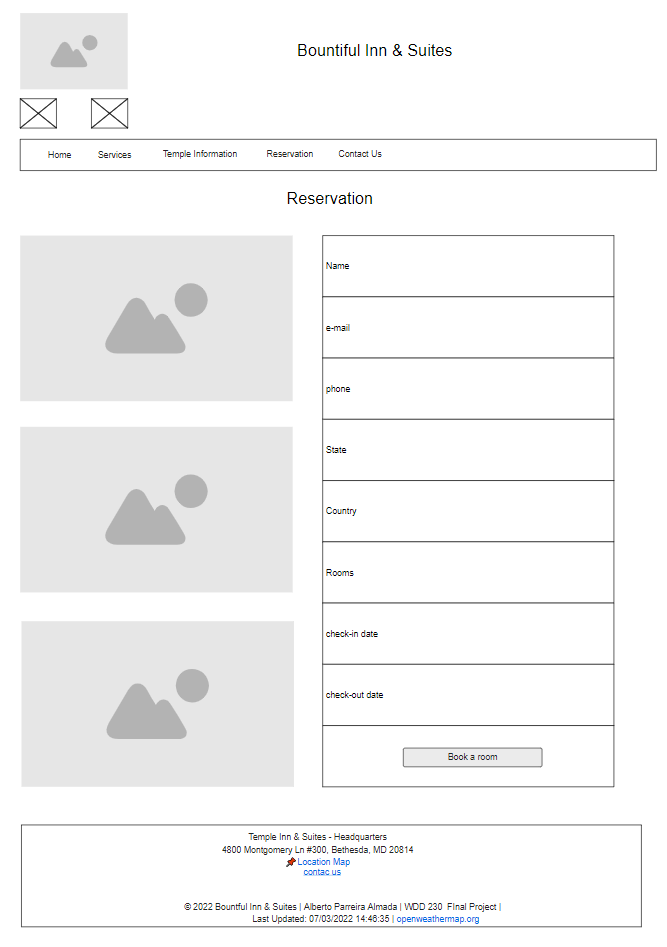 Bountiful Inn & Suites
Home Services Temple Information Reservation Contact Us
Reservation
Name
e-mail
phone
State
Country
Rooms
check-in date
check-out date
Book a room
Temple Inn & Suites - Headquarters
4800 Montgomery Ln #300, Bethesda, MD 20814
📌Location Map
contac us
© 2022 Bountiful Inn & Suites | Alberto Parreira Almada | WDD 230 FInal Project |
Last Updated: 07/03/2022 14:46:35 | openweathermap.org